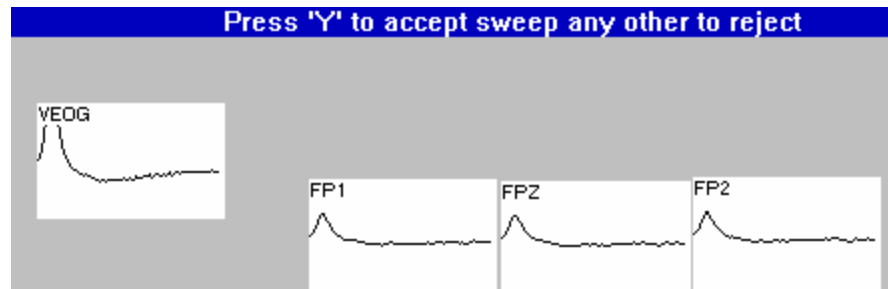 Press 'Y' to accept sweep any other to reject
VEOG
FP1
FPZ
FP2